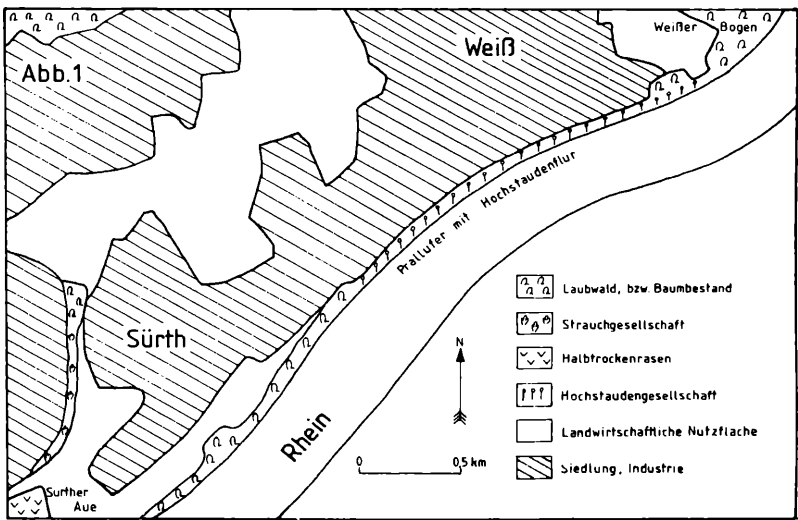 Abb.1
Weiß
Weißer Bogen
Prallufer mit Hochstaudenflur
Sürth
Rhein
Surther
Aue
N
0 0,5 km
Laubwald, bzw. Baumbestand
Strauchgesellschaft
Halbtrockenrasen
Hochstaudengesellschaft
Landwirtschaftliche Nutzfläche
Siedlung, Industrie